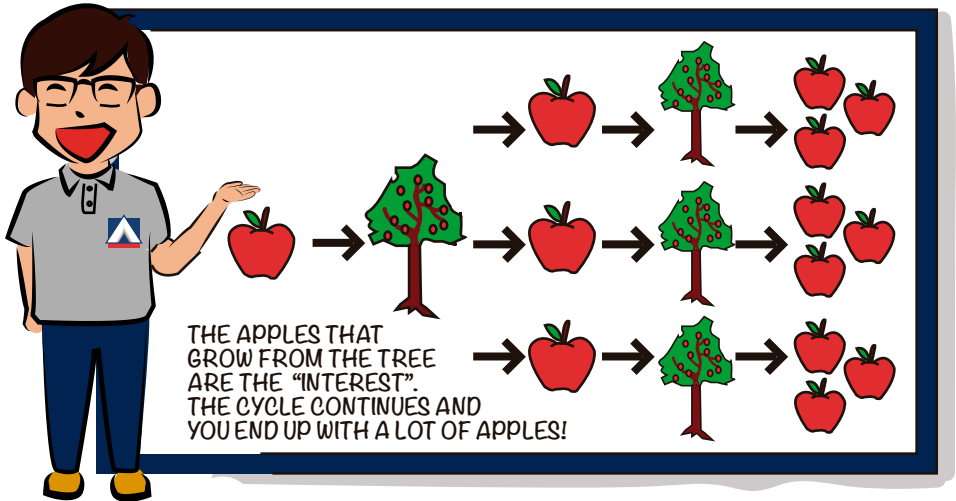 THE APPLES THAT
GROW FROM THE TREE
ARE THE “INTEREST”.
THE CYCLE CONTINUES AND
YOU END UP WITH A LOT OF APPLES!